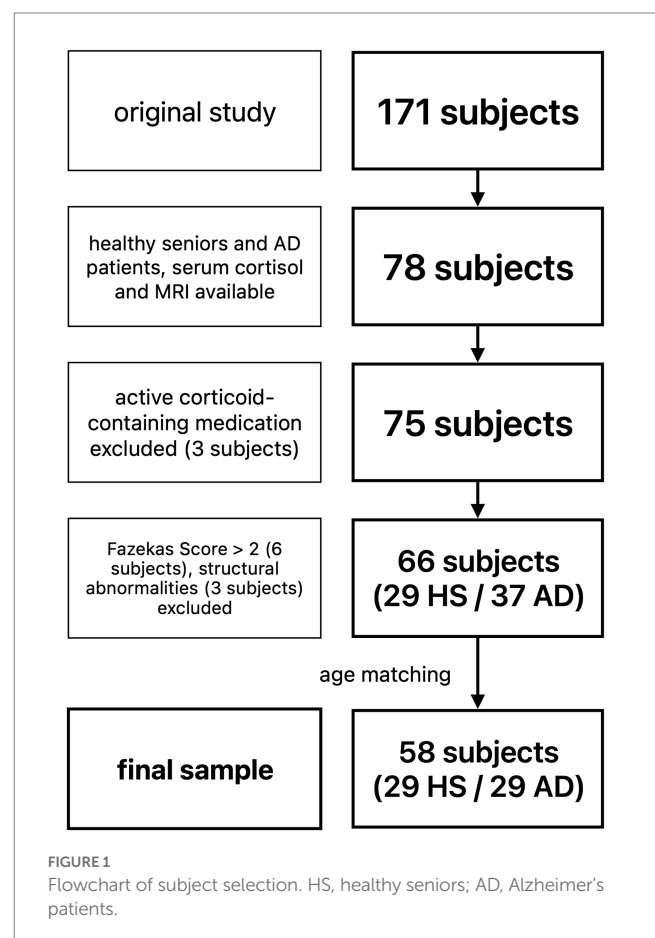 original study
171 subjects
healthy seniors and AD
patients, serum cortisol
and MRI available
78 subjects
active corticoid-
containing medication
excluded (3 subjects)
75 subjects
Fazekas Score > 2 (6
subjects), structural
abnormalities (3 subjects)
excluded
66 subjects
(29 HS / 37 AD)
age matching
final sample
58 subjects
(29 HS / 29 AD)
FIGURE 1
Flowchart of subject selection. HS, healthy seniors; AD, Alzheimer’s
patients.